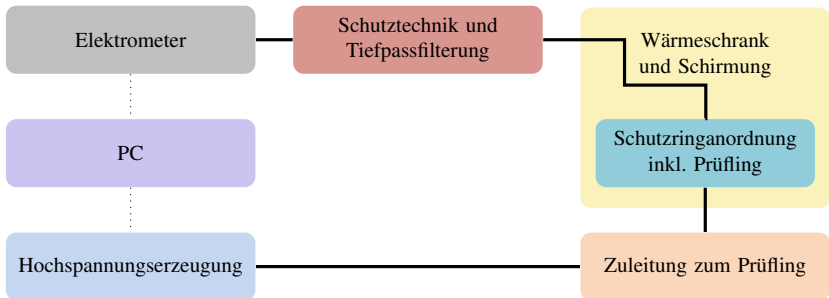 Elektrometer
Schutztechnik und
Tiefpassfilterung
Wärmeschrank
und Schirmung
PC
Schutzringanordnung
inkl. Prüfling
Hochspannungserzeugung
Zuleitung zum Prüfling